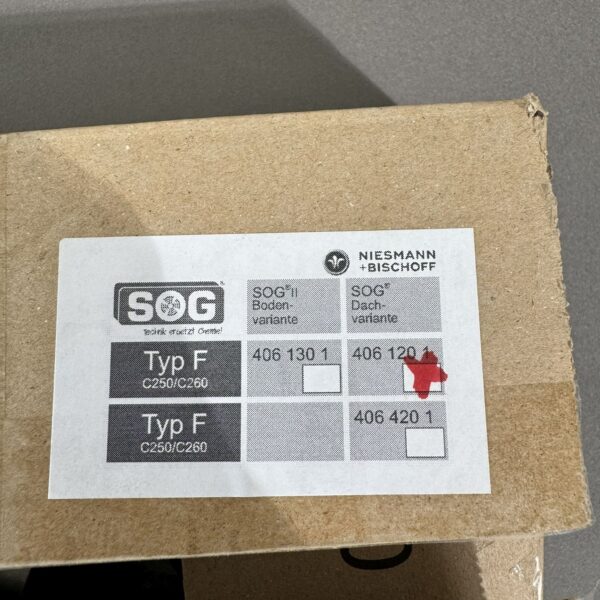 NIESMANN
+BISCHOFF
SOG®
Technik ersetzt Chemie!
SOG®II
Boden-
variante
SOG®
Dach-
variante
Typ F
C250/C260
406 130 1
406 120 1
Typ F
C250/C260
406 420 1